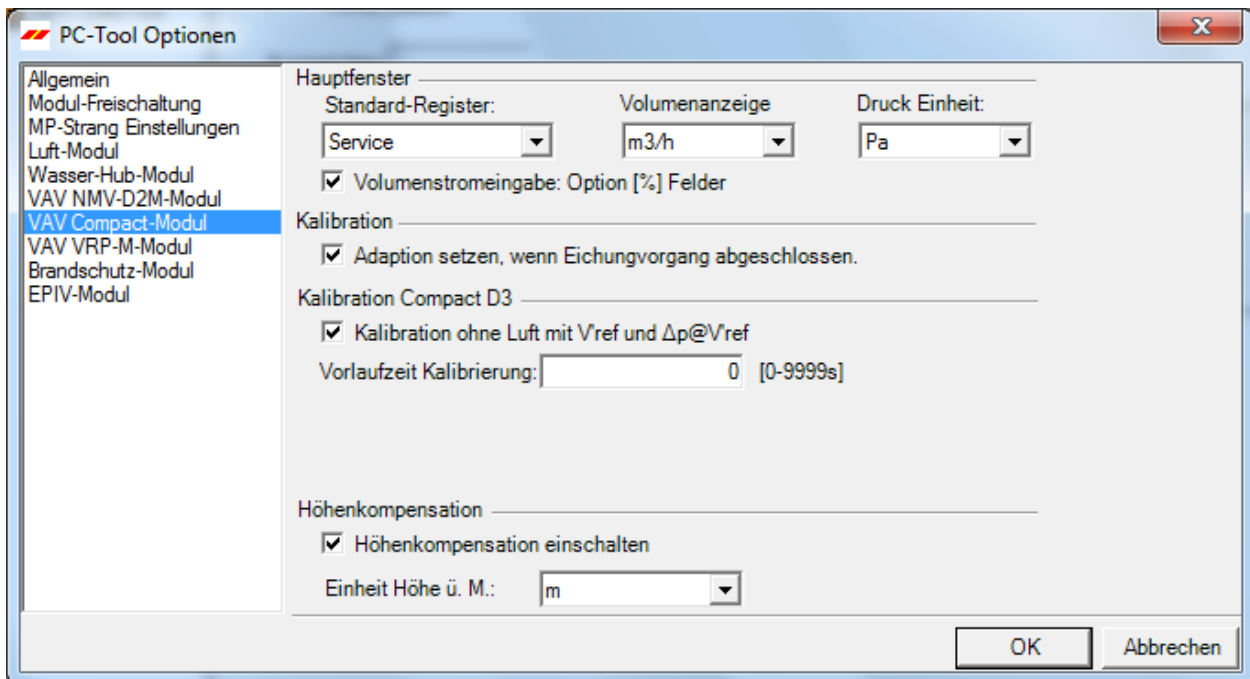 PC-Tool Optionen
Allgemein
Modul-Freischaltung
MP-Strang Einstellungen
Luft-Modul
Wasser-Hub-Modul
VAV NMV-D2M-Modul
VAV Compact-Modul
VAV VRP-M-Modul
Brandschutz-Modul
EPIV-Modul
Hauptfenster
Standard-Register: Volumenanzeige Druck Einheit:
Service m3/h Pa
Volumenstromeingabe: Option [%] Felder
Kalibration
Adaption setzen, wenn Eichungvorgang abgeschlossen.
Kalibration Compact D3
Kalibration ohne Luft mit V'ref und Δp@V'ref
Vorlaufzeit Kalibrierung: 0 [0-9999s]
Höhenkompensation
Höhenkompensation einschalten
Einheit Höhe ü. M.: m
OK Abbrechen